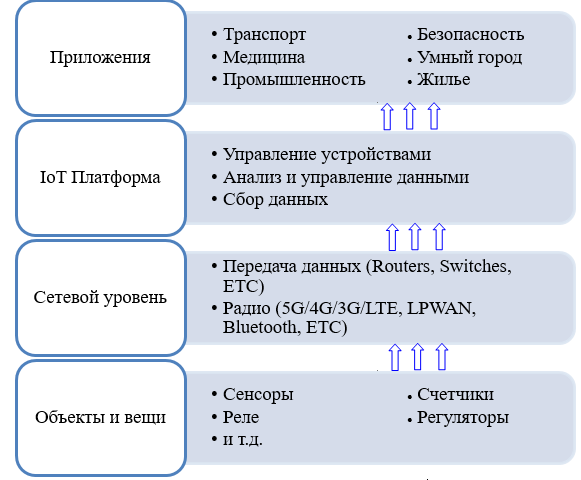 Приложения
• Транспорт
• Медицина
• Промышленность
• Безопасность
• Умный город
• Жилье
IoT Платформа
• Управление устройствами
• Анализ и управление данными
• Сбор данных
Сетевой уровень
• Передача данных (Routers, Switches,
ETC)
• Радио (5G/4G/3G/LTE, LPWAN,
Bluetooth, ETC)
Объекты и вещи
• Сенсоры
• Реле
• и т.д.
• Счетчики
• Регуляторы